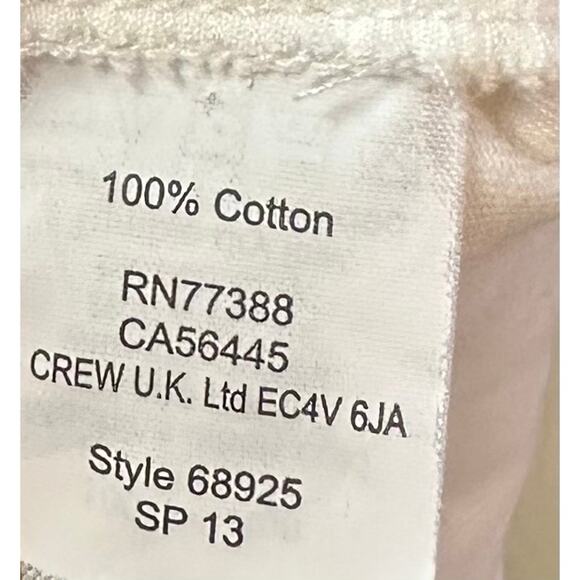 100% Cotton
RN77388
CA56445
CREW U.K. Ltd EC4V 6JA
Style 68925
SP 13